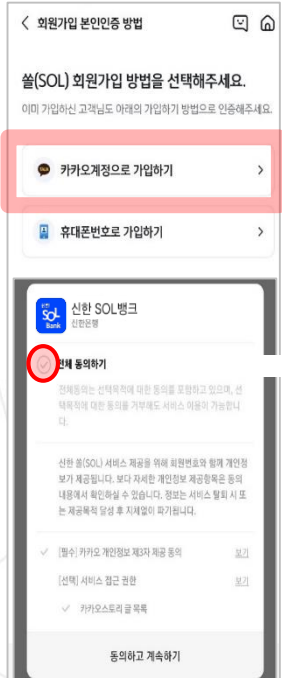 회원가입 본인인증 방법
쏠(SOL) 회원가입 방법을 선택해주세요.
이미 가입하신 고객님도 아래의 가입하기 방법으로 인증해주세요.
TALK
카카오계정으로 가입하기
휴대폰번호로 가입하기
신한
SOL
Bank
신한 SOL뱅크
신한은행
전체 동의하기
전체동의는 선택목적에 대한 동의를 포함하고 있으며, 선
택목적에 대한 동의를 거부해도 서비스 이용이 가능합니
다.
신한 쏠(SOL) 서비스 제공을 위해 회원번호와 함께 개인정
보가 제공됩니다. 보다 자세한 개인정보 제공항목은 동의
내용에서 확인하실 수 있습니다. 정보는 서비스 탈퇴 시 또
는 제공목적 달성 후 지체없이 파기됩니다.
[필수] 카카오 개인정보 제3자 제공 동의 보기
[선택] 서비스 접근 권한 보기
카카오스토리 글 목록
동의하고 계속하기